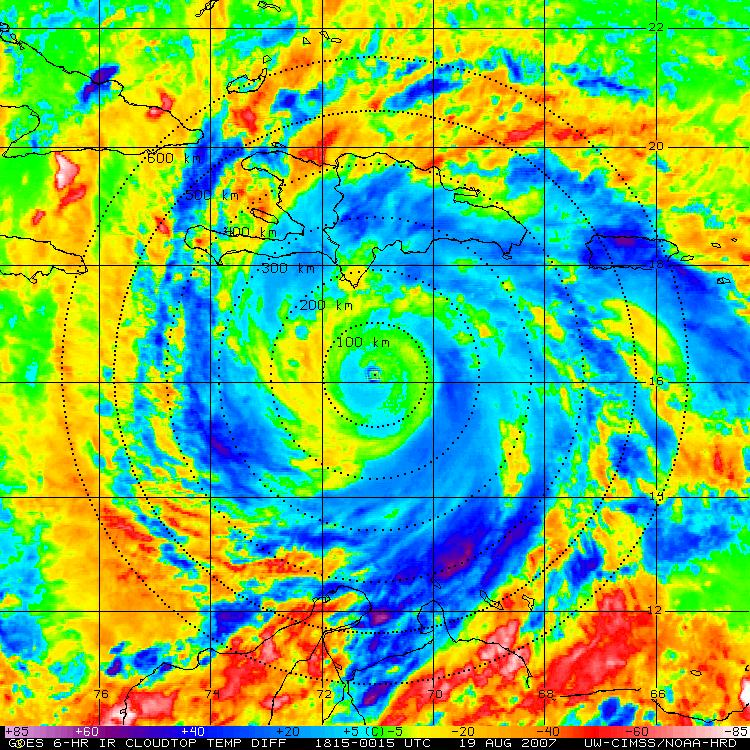 22
20
600 km
500 km
400 km
300 km
18
200 km
100 km
16
14
12
76 74 72 70 68 66
+85 +60 +40 +20 +5(C)-5 -20 -40 -60 -85
GOES 6-HR IR CLOUDTOP TEMP DIFF 1815-0015 UTC 19 AUG 2007 UW-CIMSS/NOAA-HRD